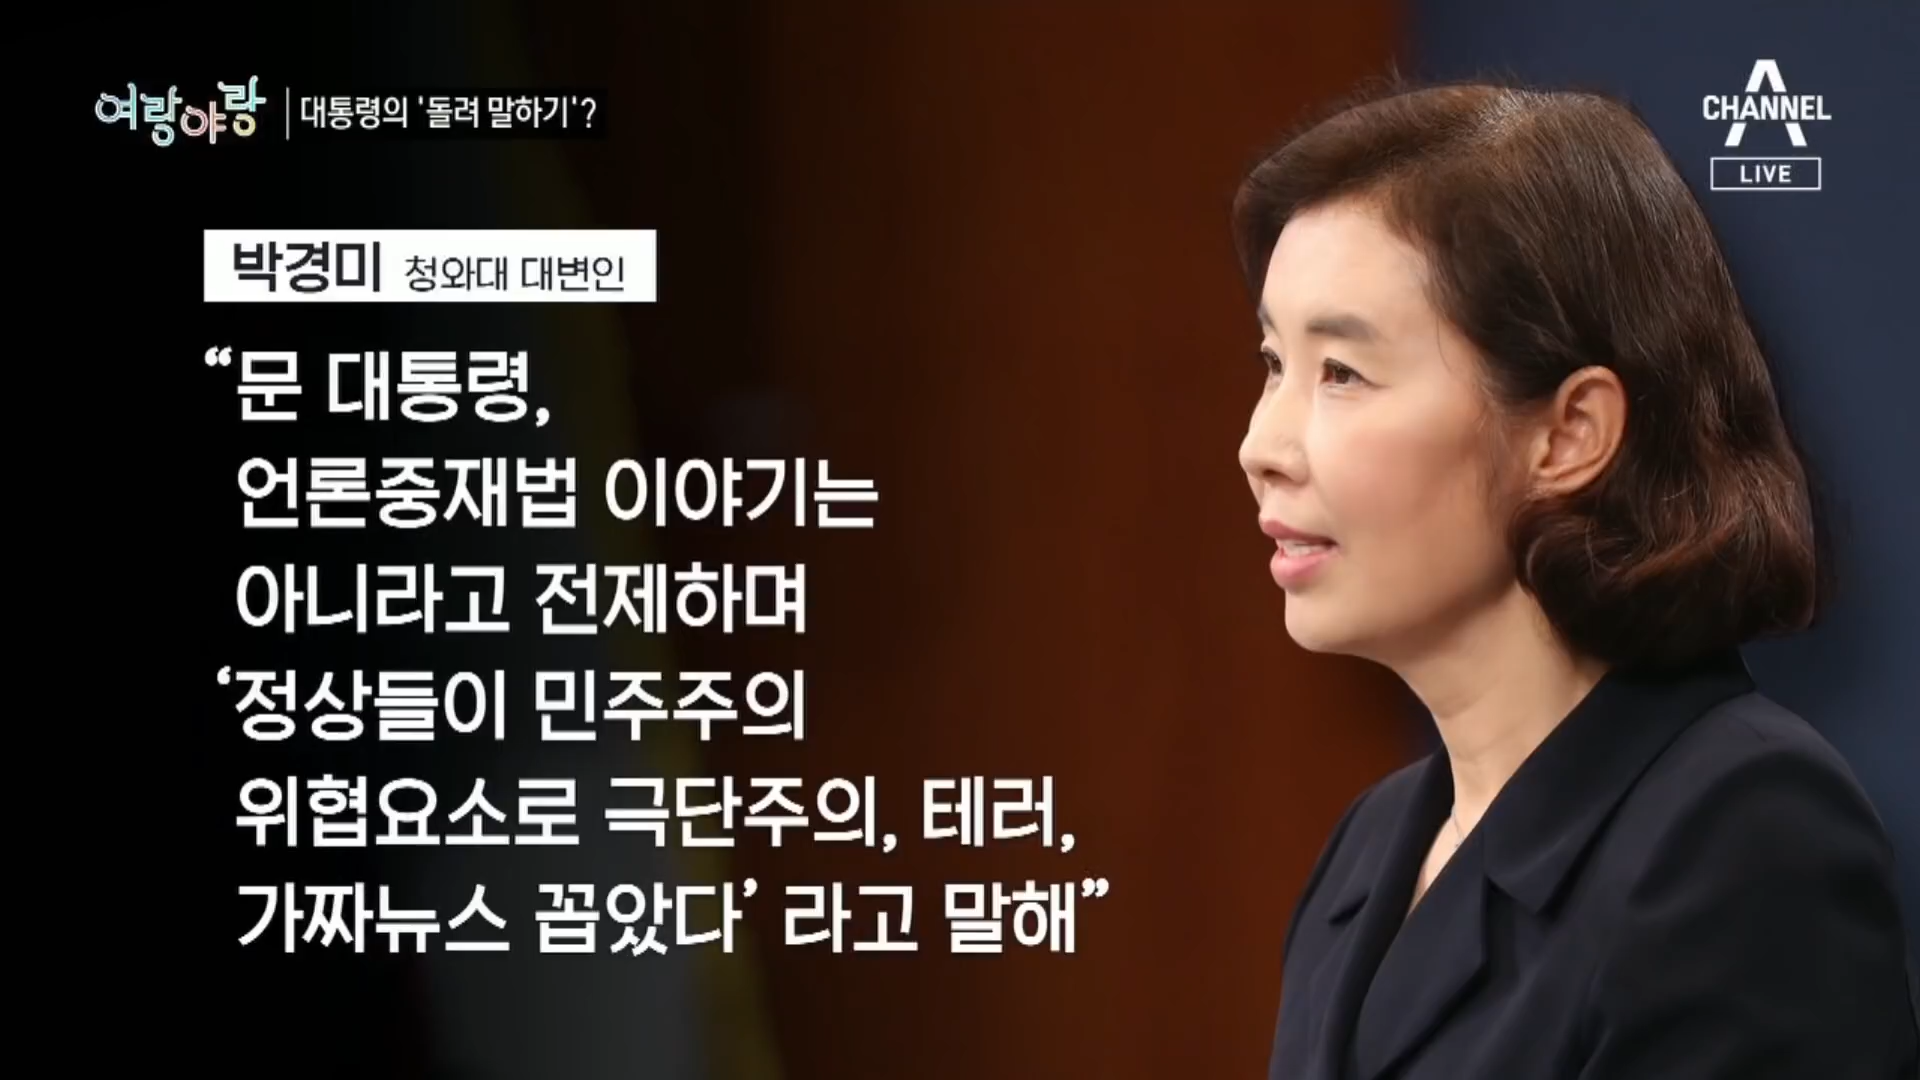 여랑야랑
대통령의 '돌려 말하기'?
CHANNEL A
LIVE
박경미 청와대 대변인
“문 대통령,
언론중재법 이야기는
아니라고 전제하며
‘정상들이 민주주의
위협요소로 극단주의, 테러,
가짜뉴스 꼽았다’ 라고 말해”